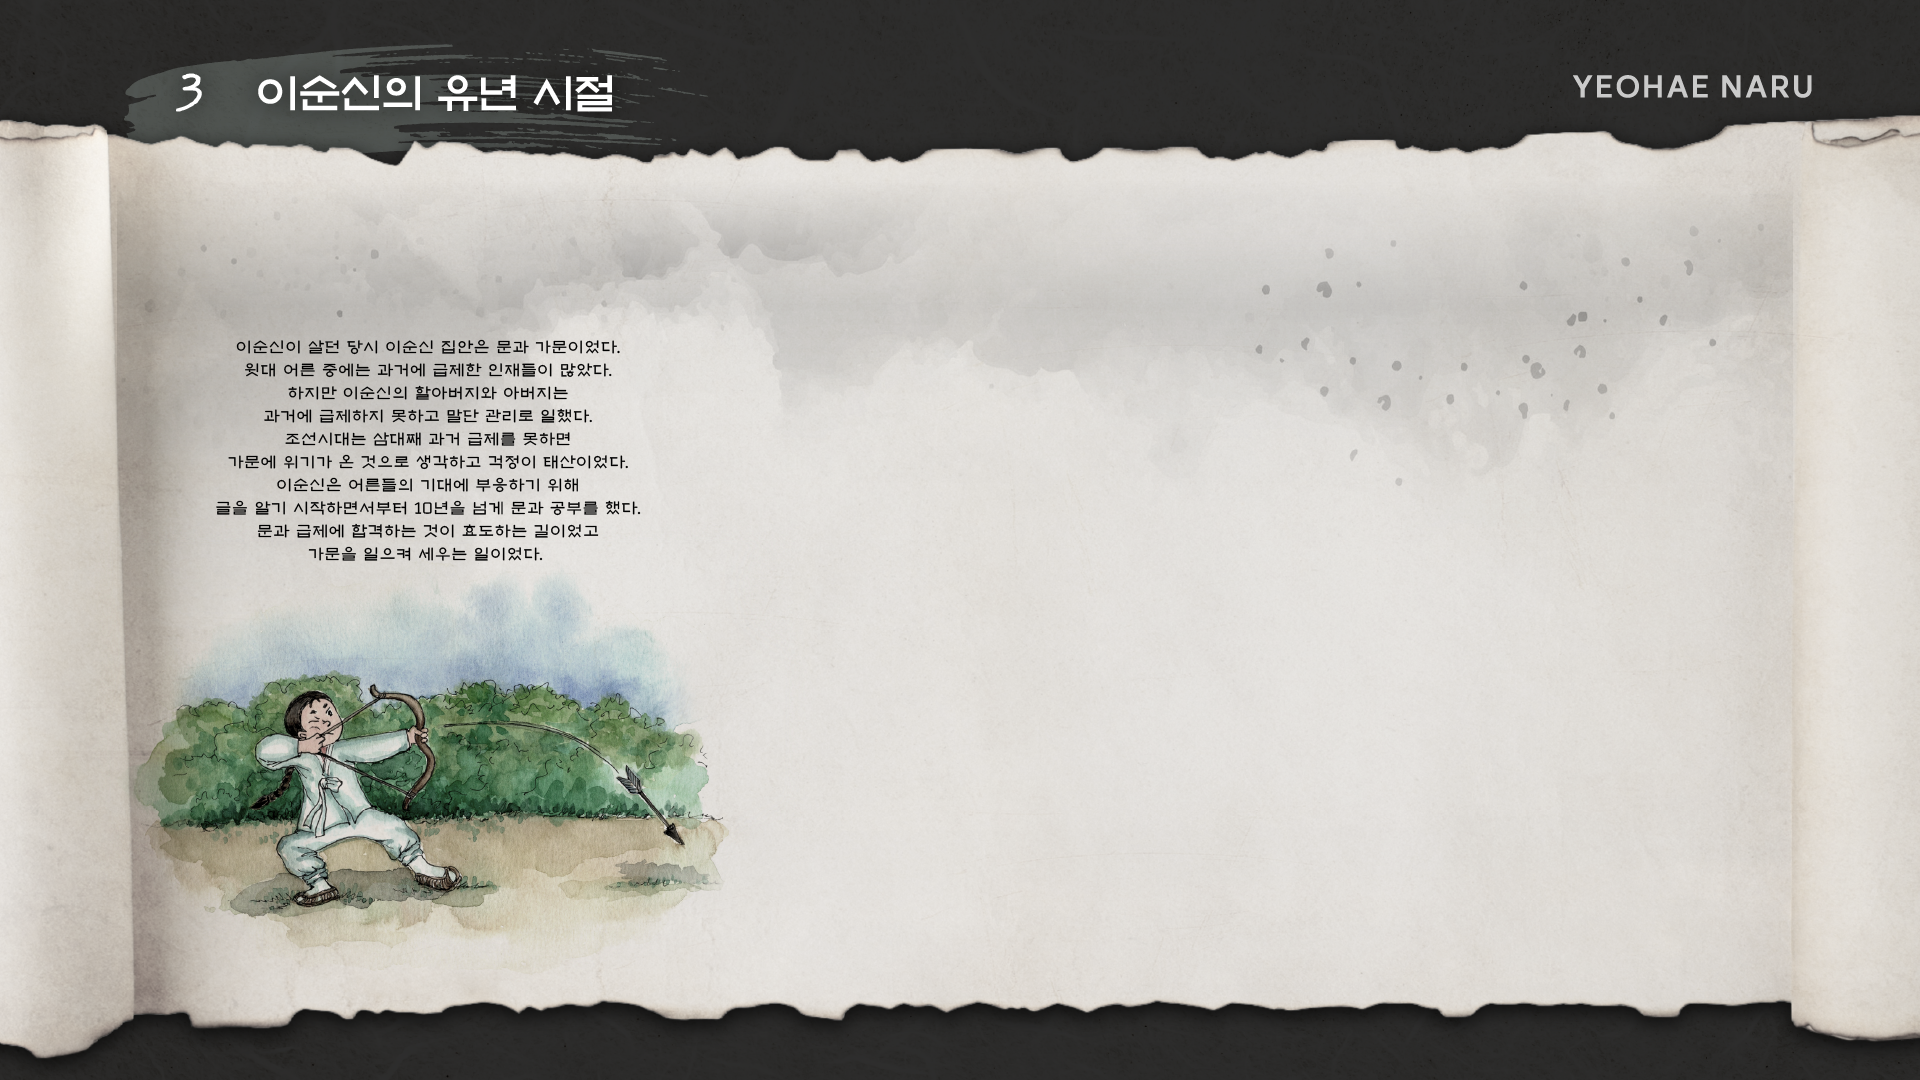 3 이순신의 유년 시절
YEOHAE NARU
이순신이 살던 당시 이순신 집안은 문과 가문이었다.
윗대 어른 중에는 과거에 급제한 인재들이 많았다.
하지만 이순신의 할아버지와 아버지는
과거에 급제하지 못하고 말단 관리로 일했다.
조선시대는 삼대째 과거 급제를 못하면
가문에 위기가 온 것으로 생각하고 걱정이 태산이었다.
이순신은 어른들의 기대에 부응하기 위해
글을 알기 시작하면서부터 10년을 넘게 문과 공부를 했다.
문과 급제에 합격하는 것이 효도하는 길이었고
가문을 일으켜 세우는 일이었다.